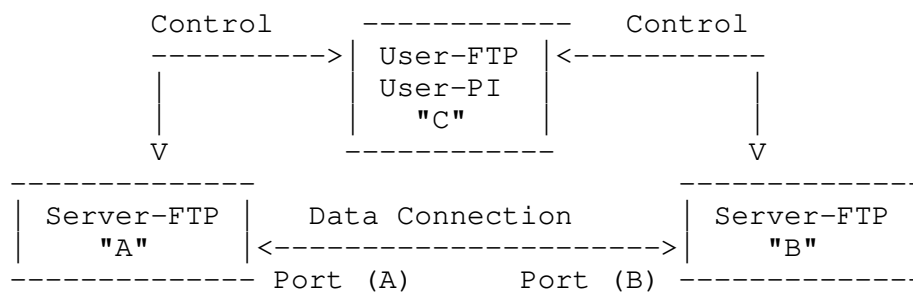 Control Control
User-FTP
User-PI
"C"
Server-FTP Data Connection Server-FTP
"A" "B"
Port (A) Port (B)